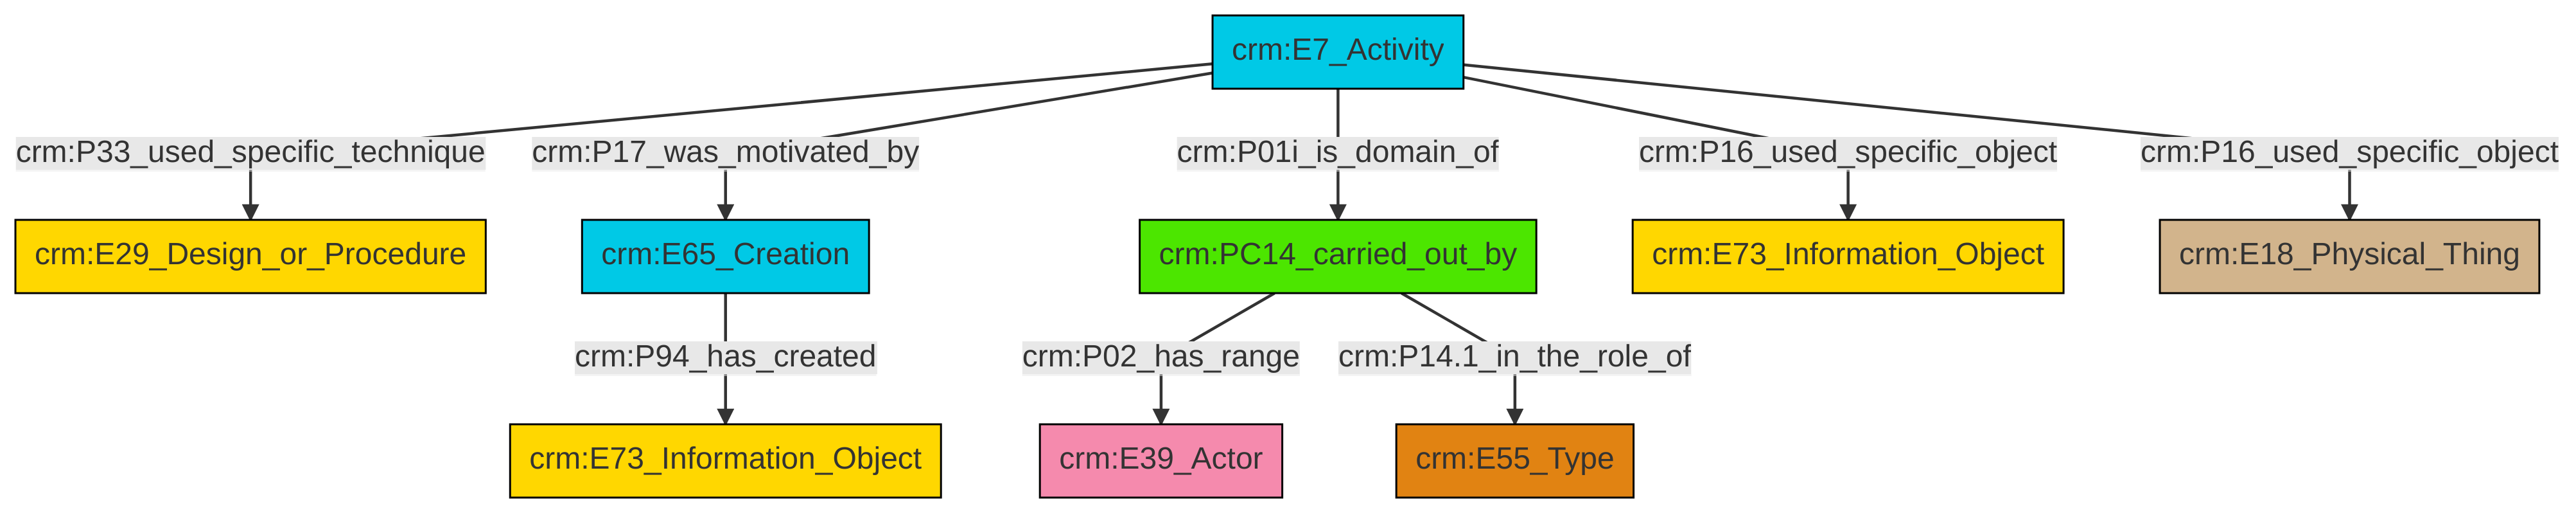 crm:E7_Activity
crm:P33_used_specific_technique
crm:P17_was_motivated_by
crm:P01i_is_domain_of
crm:P16_used_specific_object
crm:P16_used_specific_object
crm:E29_Design_or_Procedure
crm:E65_Creation
crm:PC14_carried_out_by
crm:E73_Information_Object
crm:E18_Physical_Thing
crm:P94_has_created
crm:P02_has_range
crm:P14.1_in_the_role_of
crm:E73_Information_Object
crm:E39_Actor
crm:E55_Type